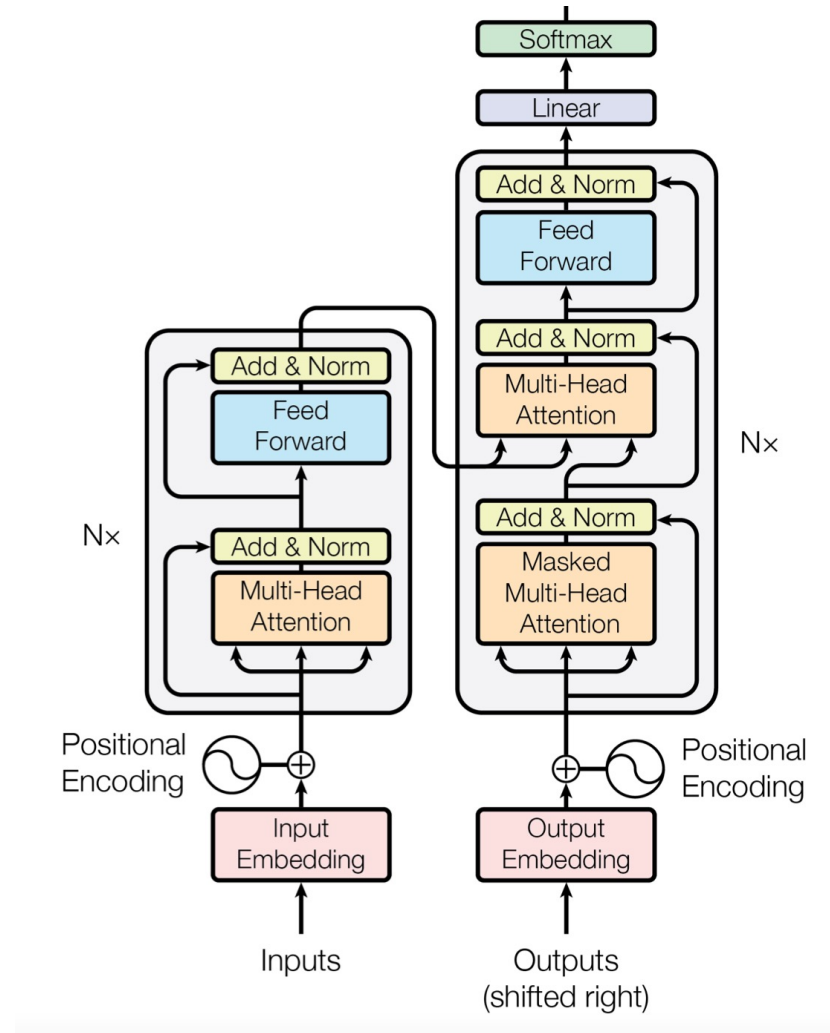 Softmax
Linear
Add & Norm
Feed
Forward
Add & Norm
Multi-Head
Attention
Add & Norm
Masked
Multi-Head
Attention
N×
Add & Norm
Feed
Forward
Add & Norm
Multi-Head
Attention
N×
Positional
Encoding
Positional
Encoding
Input
Embedding
Output
Embedding
Inputs
Outputs
(shifted right)